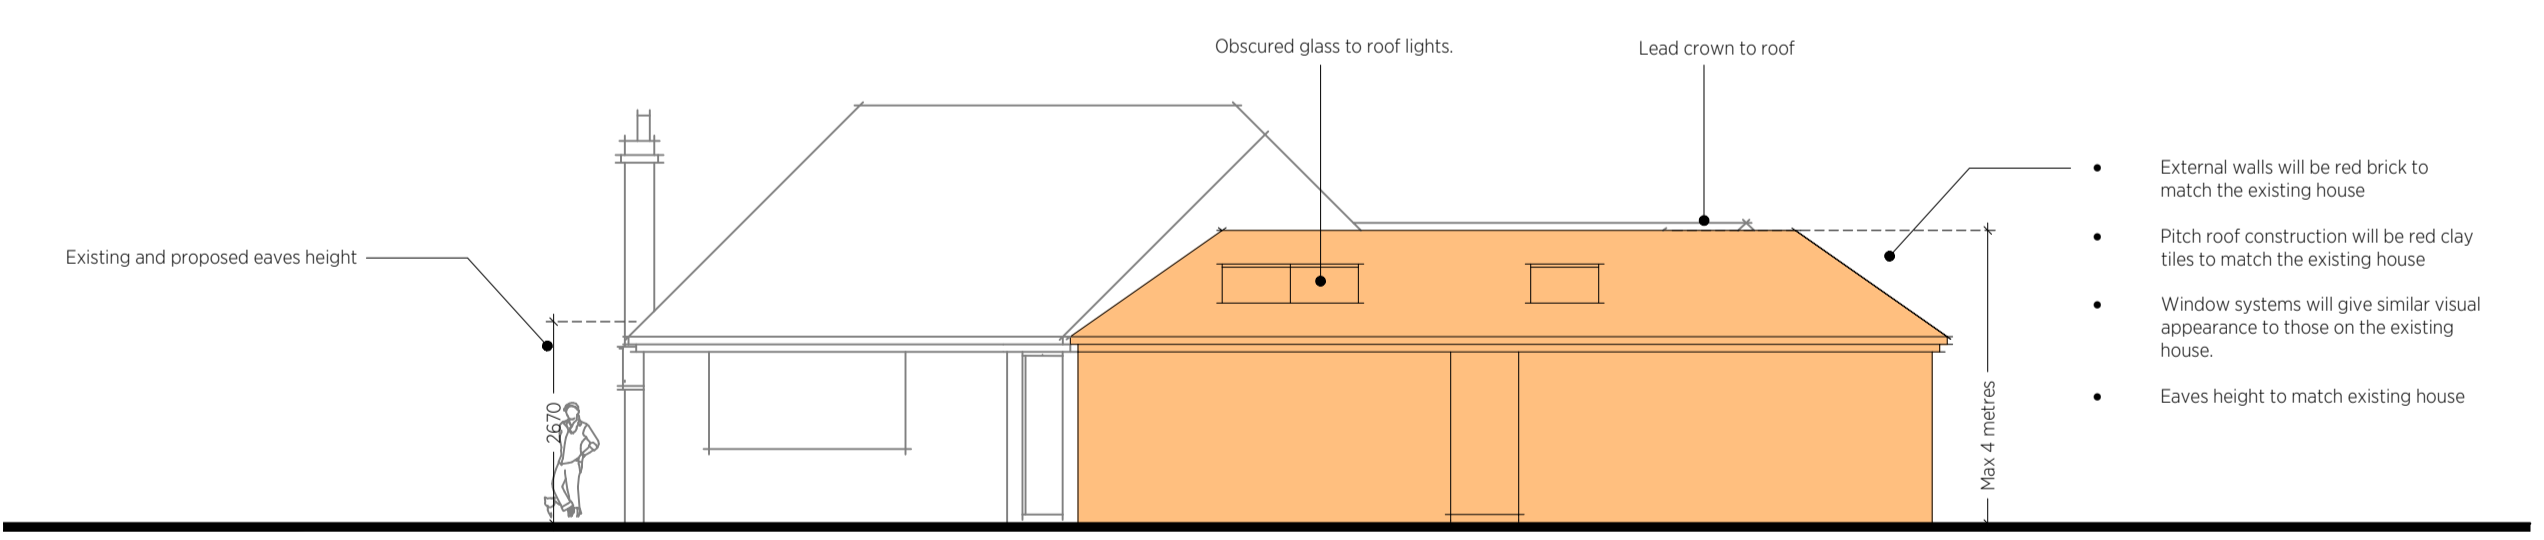 Obscured glass to roof lights.
Lead crown to roof
Existing and proposed eaves height
2670
Max 4 metres
• External walls will be red brick to
match the existing house
• Pitch roof construction will be red clay
tiles to match the existing house
• Window systems will give similar visual
appearance to those on the existing
house.
• Eaves height to match existing house